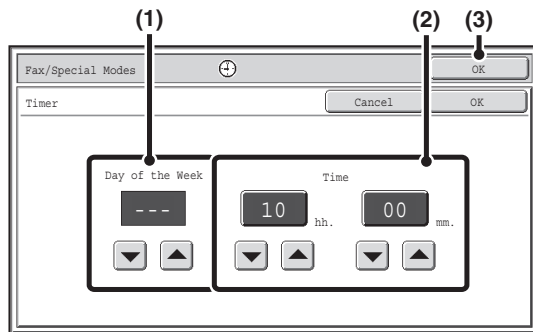 (1) (2) (3)
Fax/Special Modes OK
Timer Cancel OK
Day of the Week Time
--- 10 hh. 00 mm.